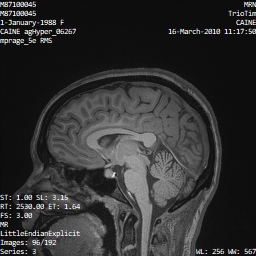 M87100045
M87100045
1-January-1988 F
CAINE agHyper_06267
mprage_5e RMS
MRN
TrioTim
CAINE
16-March-2010 11:17:50
ST: 1.00 SL: 3.15
RT: 2530.00 ET: 1.64
FS: 3.00
MR
LittleEndianExplicit
Images: 96/192
Series: 3
WL: 256 WW: 567